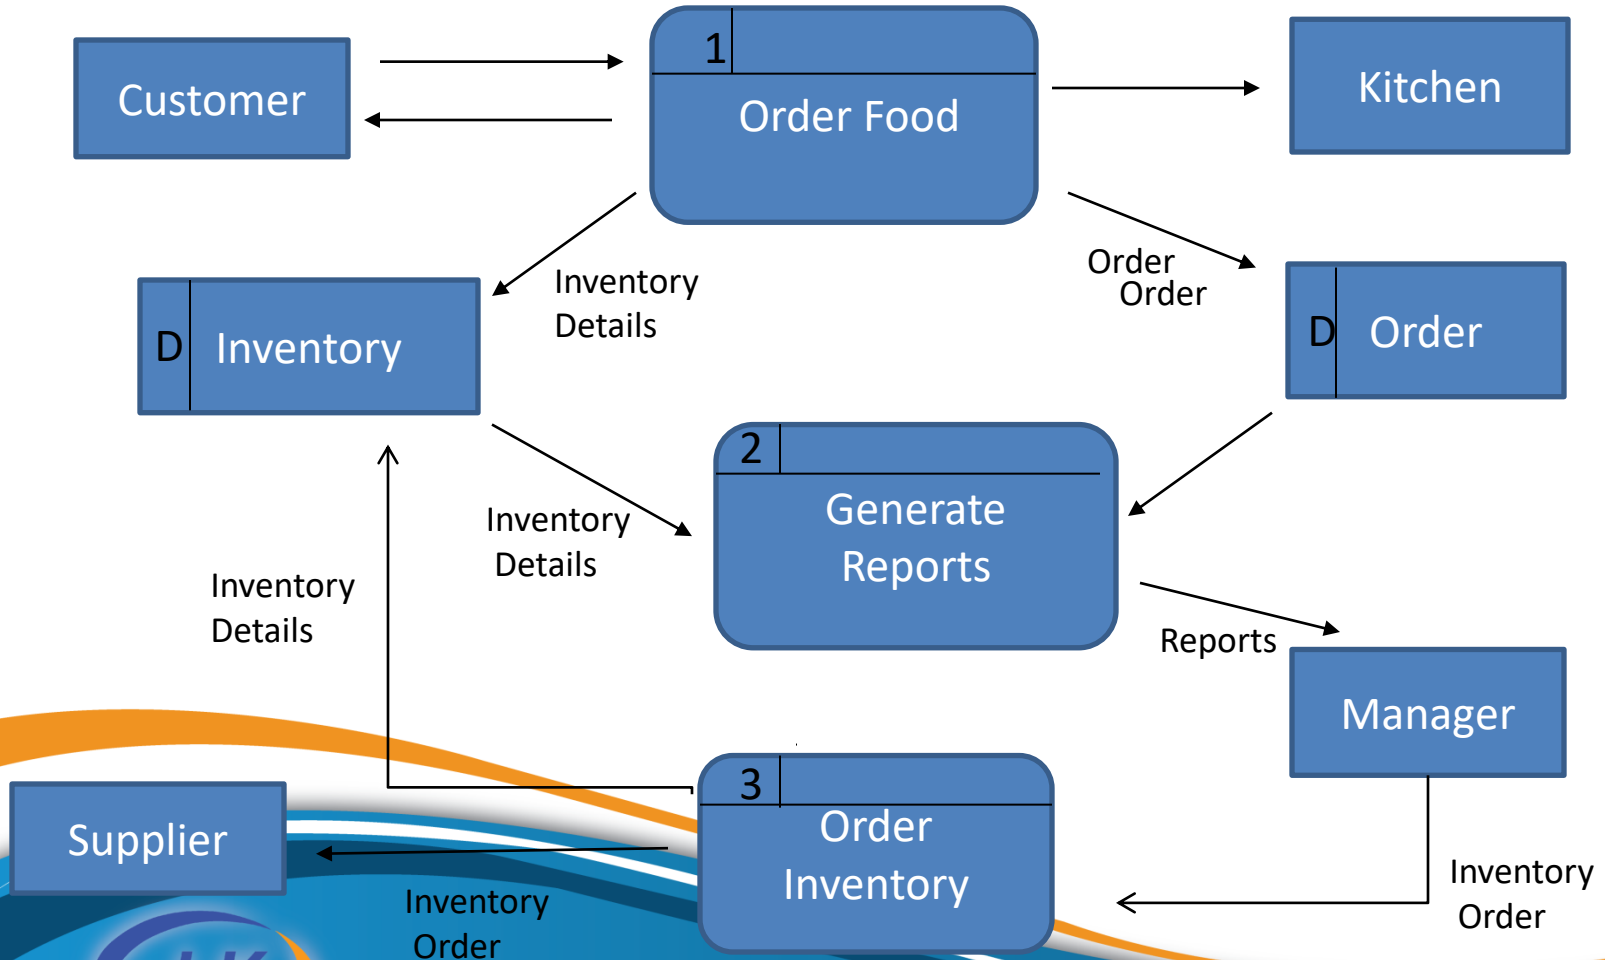 Customer
1
Order Food
Kitchen
Inventory
Details
Order
Order
D
Inventory
D
Order
2
Generate
Reports
Inventory
Details
Inventory
Details
Reports
Manager
3
Order
Inventory
Supplier
Inventory
Order
Inventory
Order